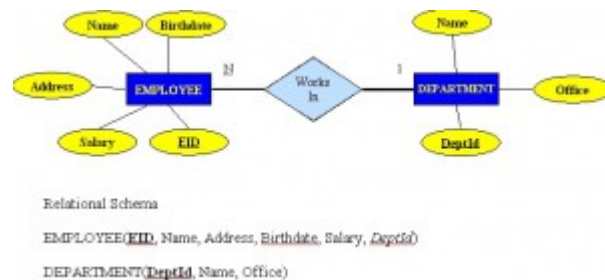 Name
Birthdate
Name
Address
EMPLOYEE
N
Works
In
1
DEPARTMENT
Office
Salary
EID
DeptId
Relational Schema
EMPLOYEE(EID, Name, Address, Birthdate, Salary, DeptId)
DEPARTMENT(DeptId, Name, Office)